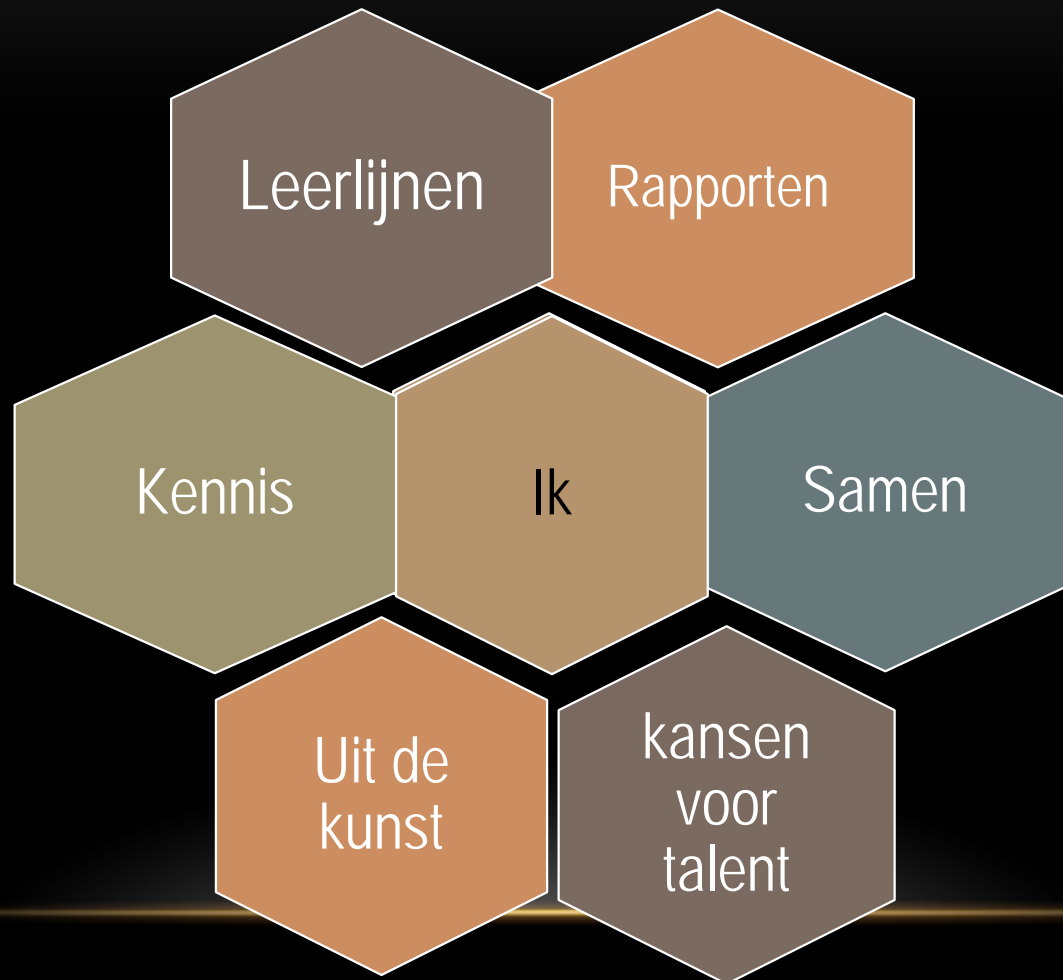 Leerlijnen
Rapporten
Kennis
Ik
Samen
Uit de
kunst
kansen
voor
talent